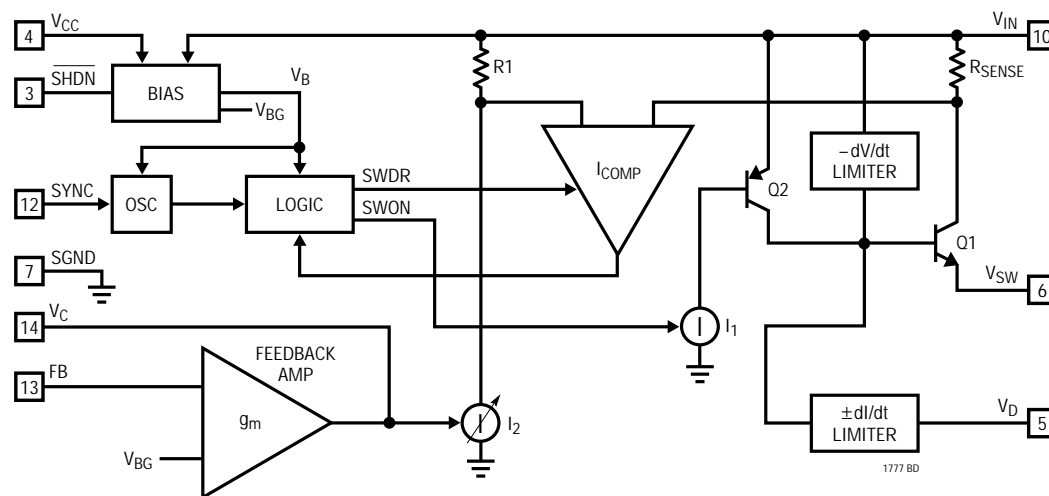 4 VCC
VIN 10
R1
RSENSE
3 SHDN
BIAS
VB
VBG
–dV/dt
LIMITER
ICOMP
Q2
12 SYNC
OSC
LOGIC
SWDR
SWON
Q1
7 SGND
VSW 6
14 VC
I1
FEEDBACK
AMP
13 FB
gm
I I2
I
VBG
±dI/dt
LIMITER
VD 5
1777 BD